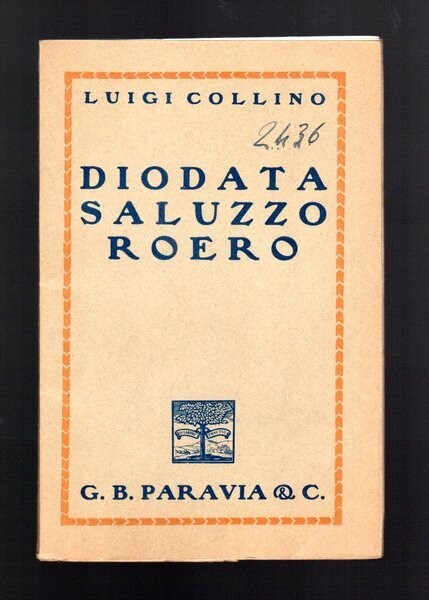 LUIGI COLLINO
2436
DIODATA
SALUZZO
ROERO
G. B. PARAVIA & C.